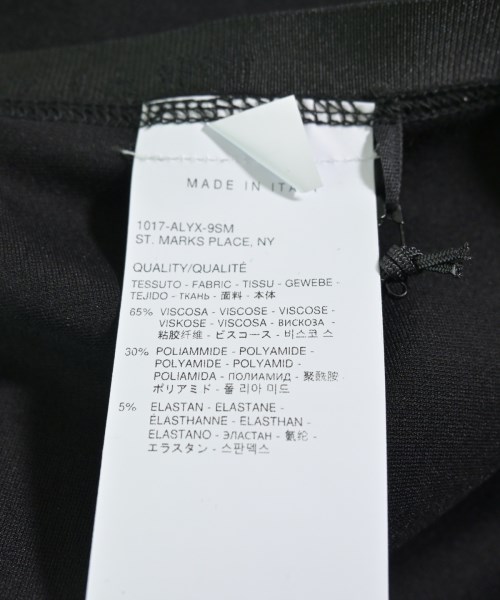 MADE IN ITALY
1017-ALYX-9SM
ST. MARKS PLACE, NY
QUALITY/QUALITÉ
TESSUTO - FABRIC - TISSU - GEWEBE -
TEJIDO - ТКАНЬ - 面料 - 本体
65% VISCOSA - VISCOSE - VISCOSE -
VISKOSE - VISCOSA - ВИСКОЗА -
粘胶纤维 - ビスコース - 비스코 스
30% POLIAMMIDE - POLYAMIDE -
POLYAMIDE - POLYAMID -
POLIAMIDA - ПОЛИАМИД - 聚酰胺 -
ポリアミド - 폴 리아 미드
5% ELASTAN - ELASTANE -
ÉLASTHANNE - ELASTHAN -
ELASTANO - ЭЛАСТАН - 氨纶 -
エラスタン - 스판덱스